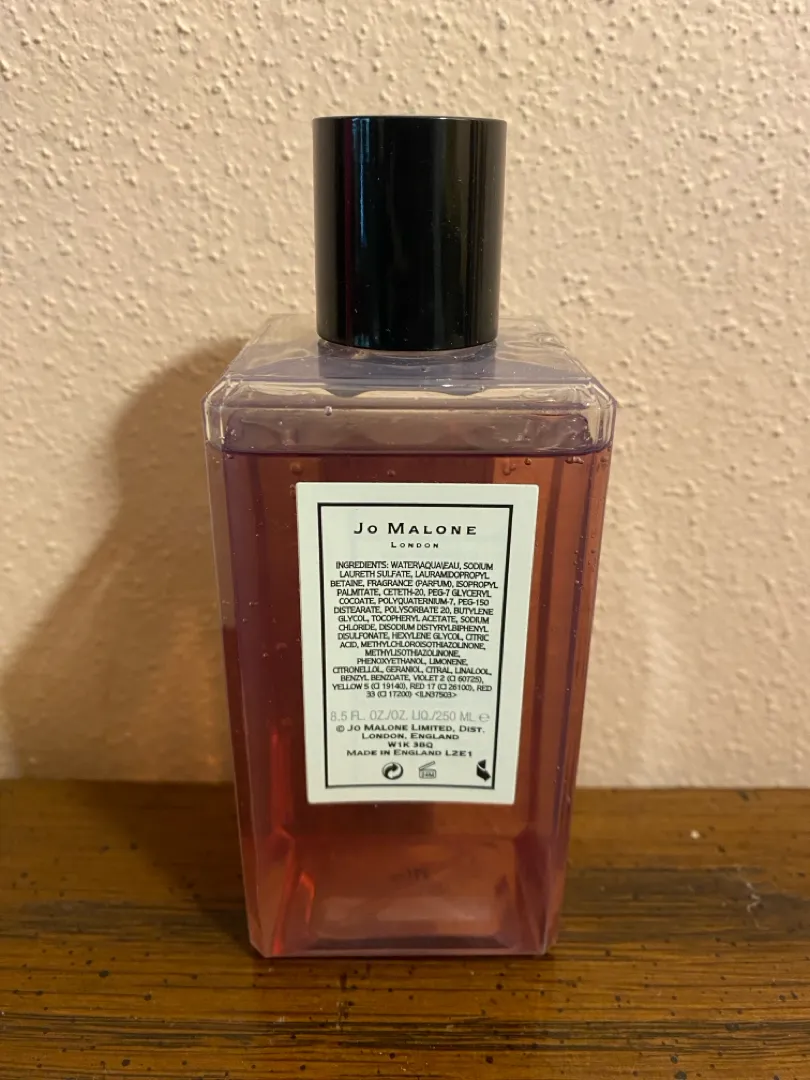 JO MALONE
LONDON
INGREDIENTS: WATER\AQUA\EAU, SODIUM
LAURETH SULFATE, LAURAMIDOPROPYL
BETAINE, FRAGRANCE (PARFUM), ISOPROPYL
PALMITATE, CETETH-20, PEG-7 GLYCERYL
COCOATE, POLYQUATERNIUM-7, PEG-150
DISTEARATE, POLYSORBATE 20, BUTYLENE
GLYCOL, TOCOPHERYL ACETATE, SODIUM
CHLORIDE, DISODIUM DISTYRYLBIPHENYL
DISULFONATE, HEXYLENE GLYCOL, CITRIC
ACID, METHYLCHLOROISOTHIAZOLINONE,
METHYLISOTHIAZOLINONE,
PHENOXYETHANOL, LIMONENE,
CITRONELLOL, GERANIOL, CITRAL, LINALOOL,
BENZYL BENZOATE, VIOLET 2 (CI 60725),
YELLOW 5 (CI 19140), RED 17 (CI 26100), RED
33 (CI 17200) <ILN37503>
8.5 FL. OZ./OZ. LIQ./250 ML ℮
© JO MALONE LIMITED, DIST.
LONDON, ENGLAND
W1K 3BQ
MADE IN ENGLAND L2E1
24M